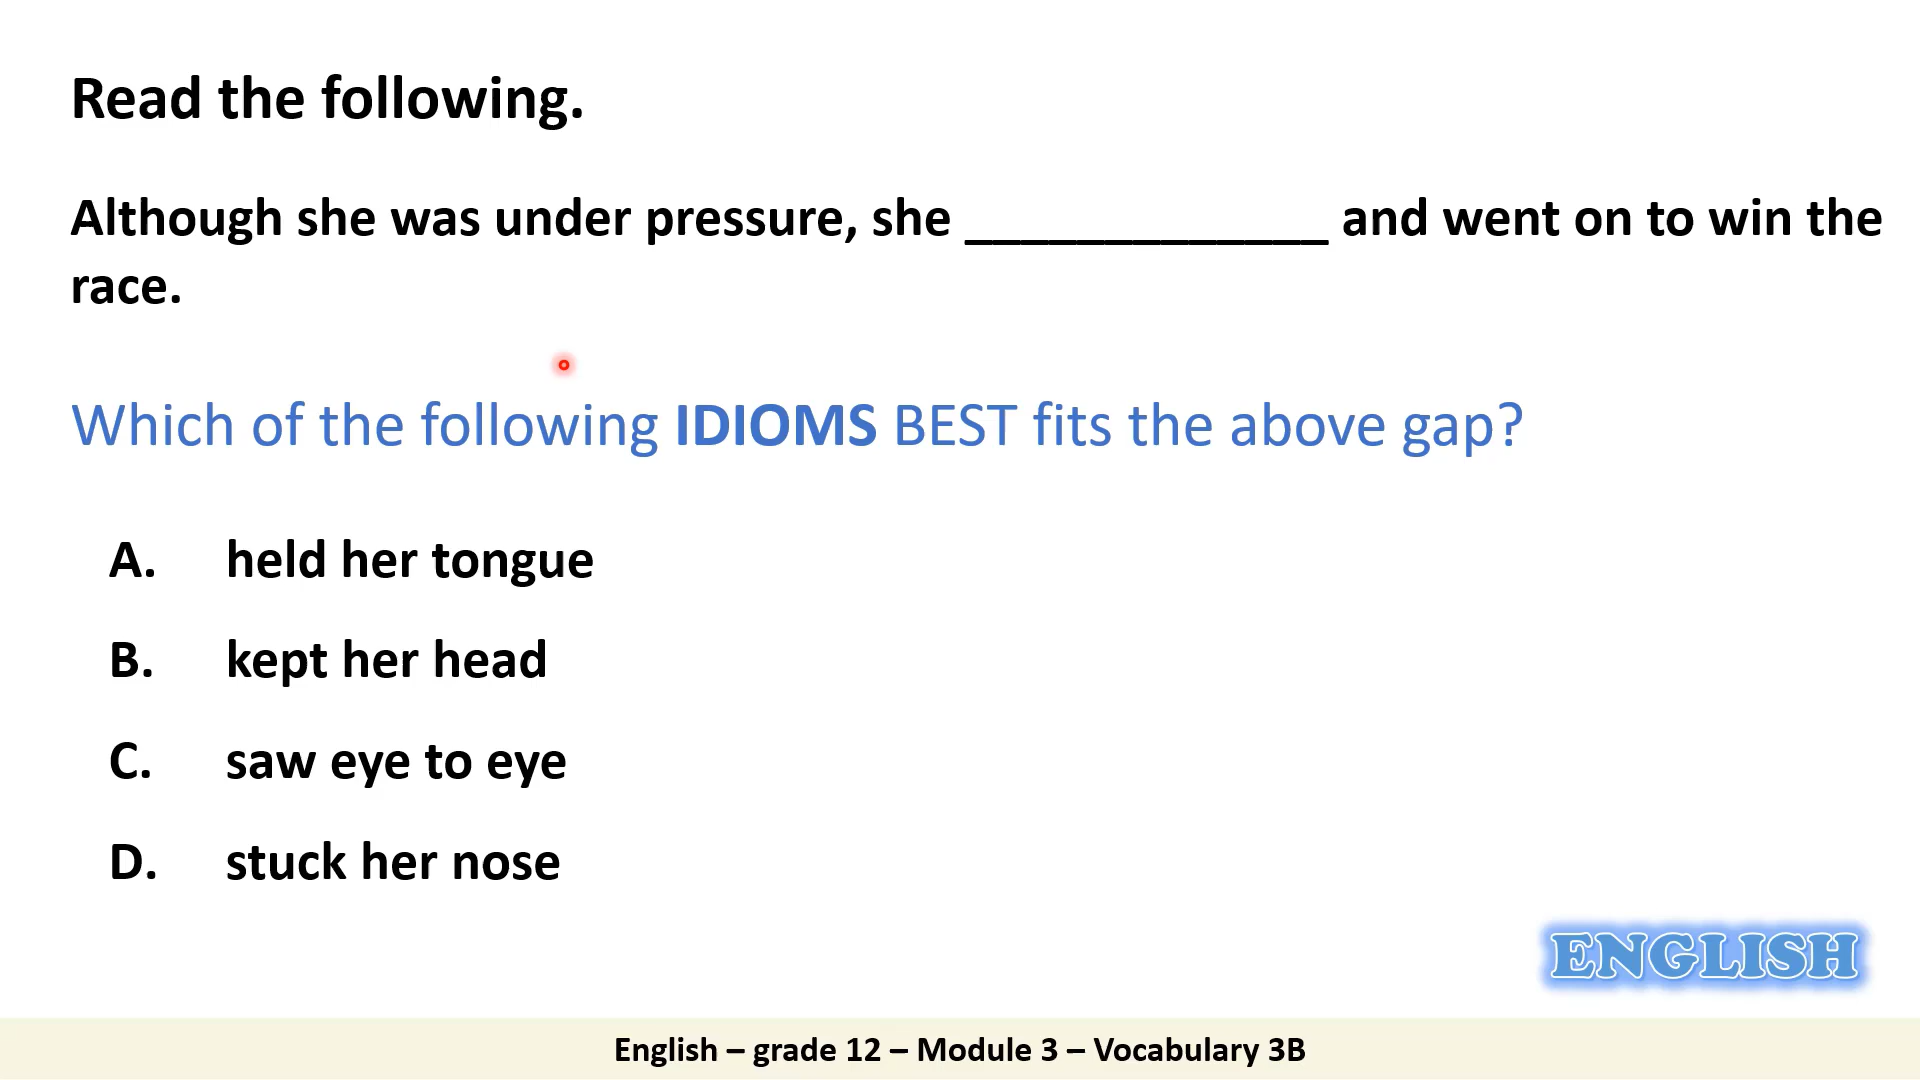 Read the following.
Although she was under pressure, she _____________ and went on to win the
race.
Which of the following IDIOMS BEST fits the above gap?
A. held her tongue
B. kept her head
C. saw eye to eye
D. stuck her nose
ENGLISH
English – grade 12 – Module 3 – Vocabulary 3B